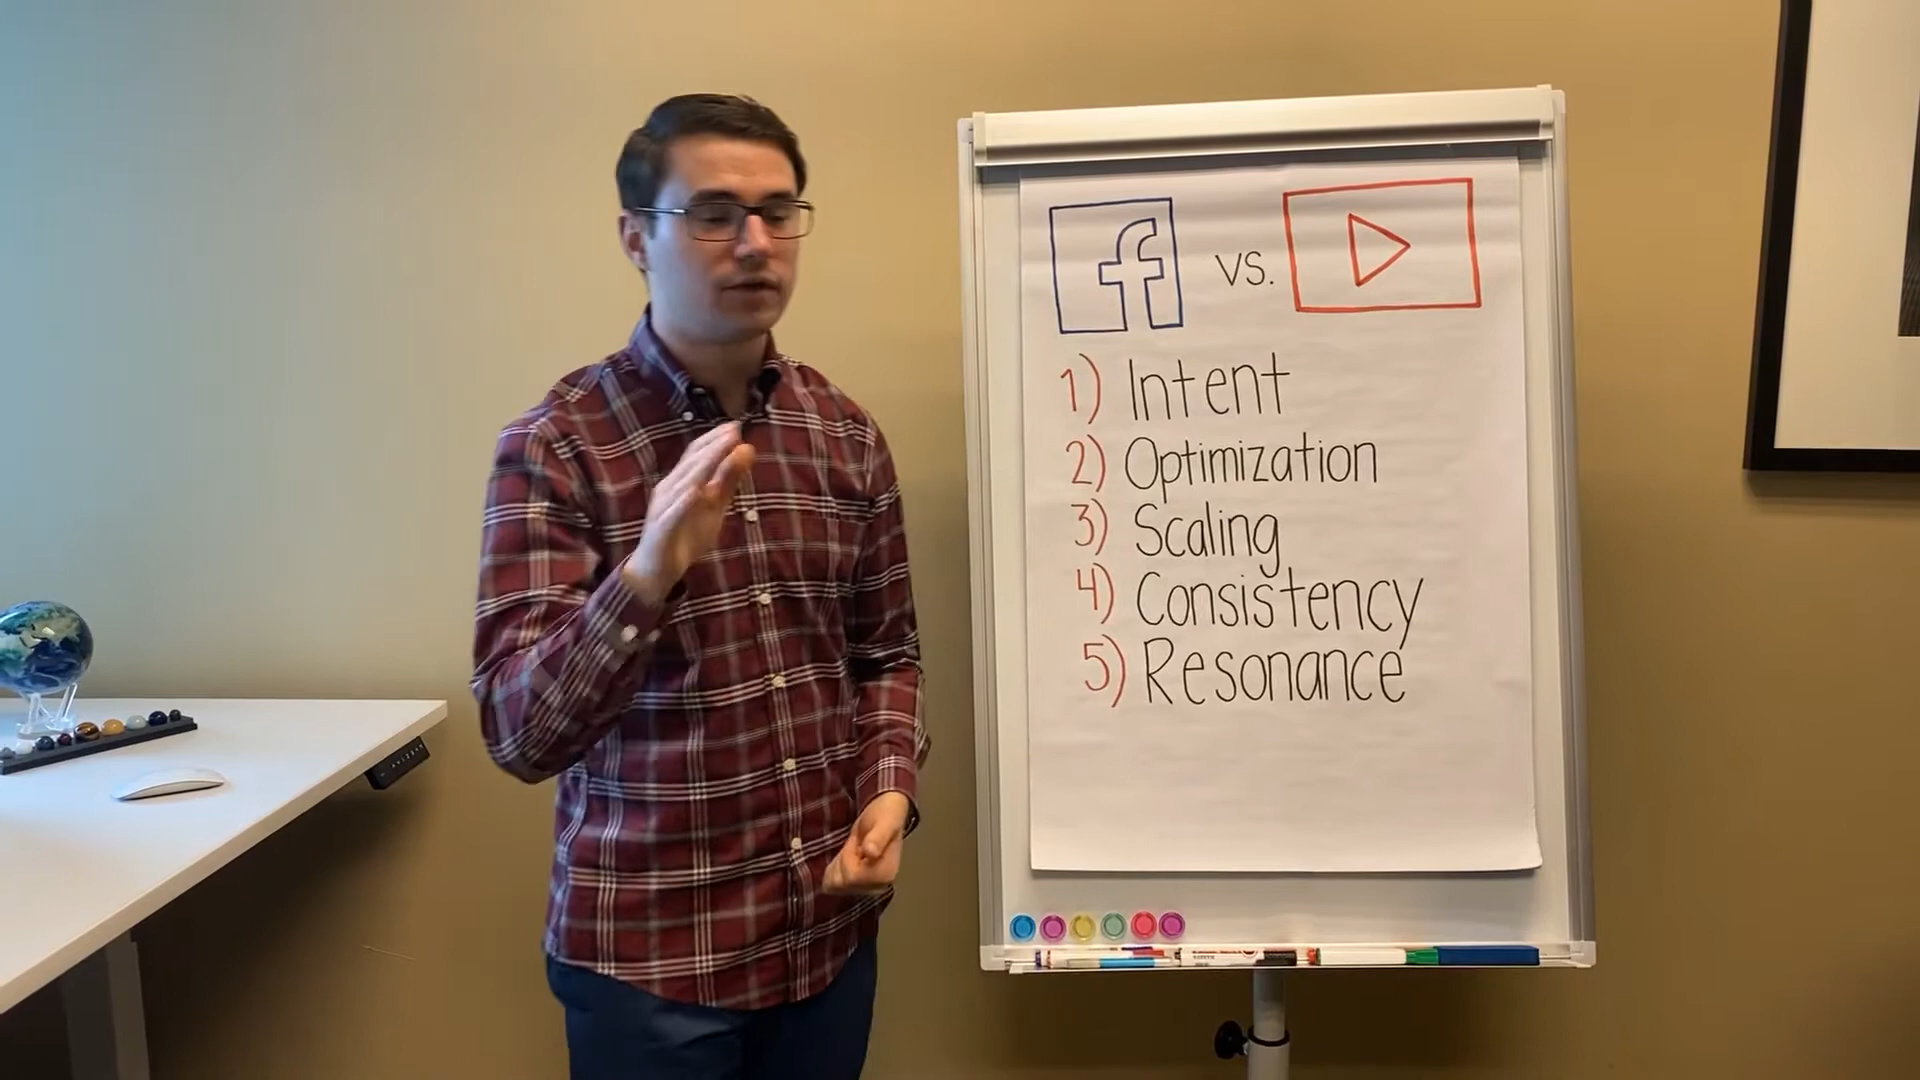 f vs.
1) Intent
2) Optimization
3) Scaling
4) Consistency
5) Resonance